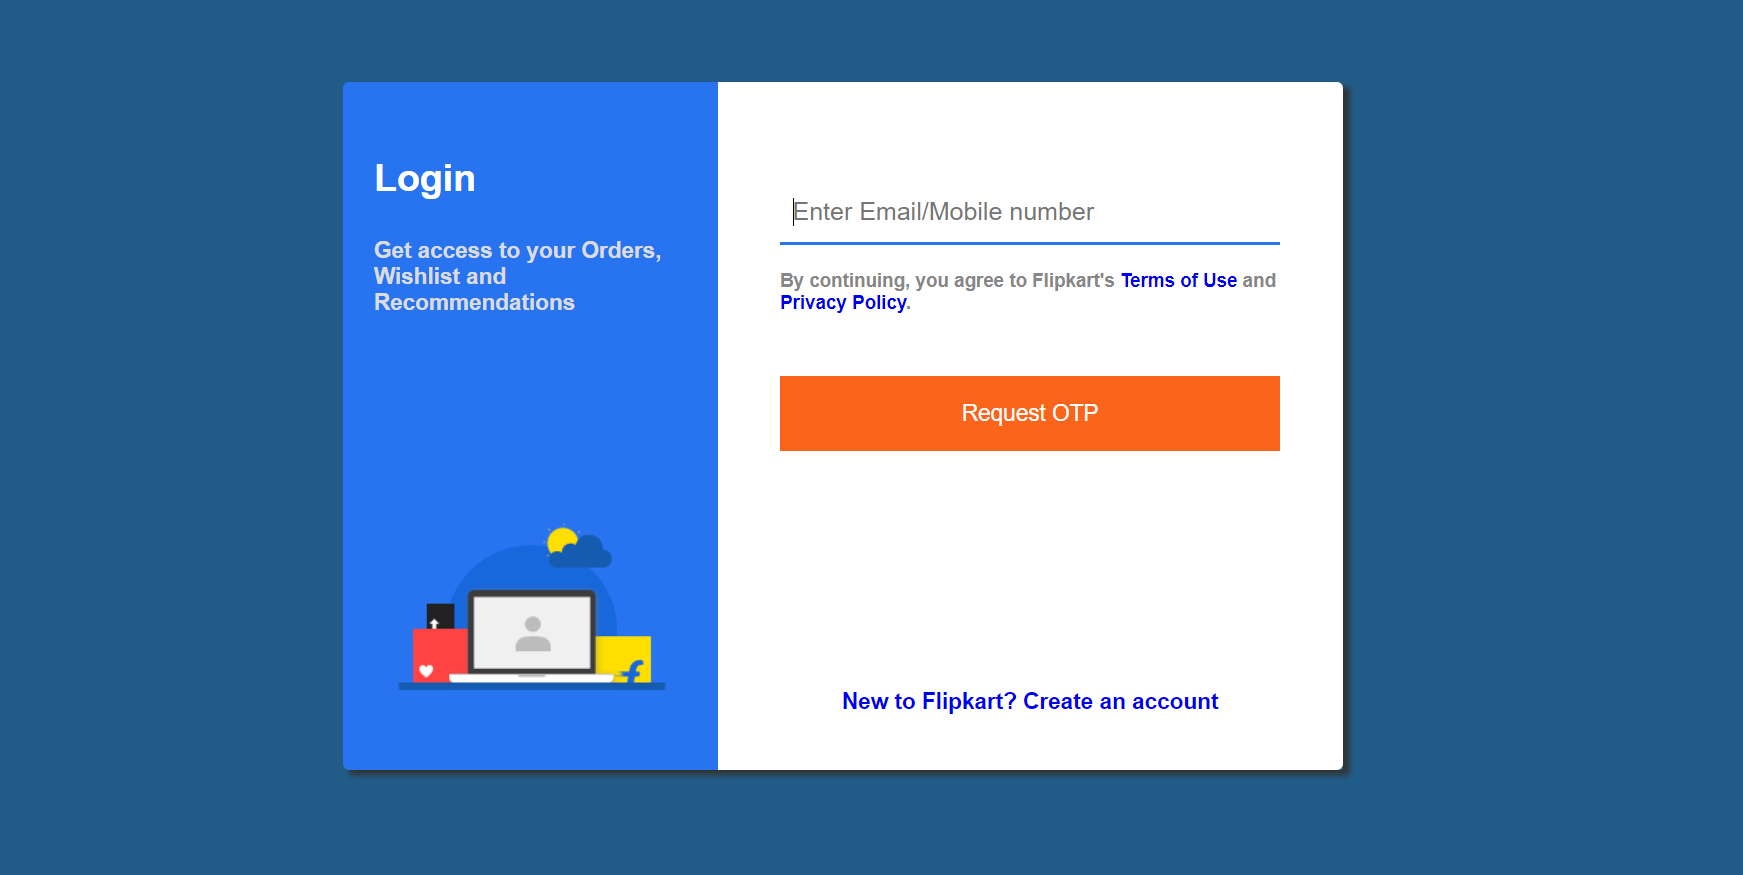 Login
Get access to your Orders,
Wishlist and
Recommendations
Enter Email/Mobile number
By continuing, you agree to Flipkart's Terms of Use and
Privacy Policy.
Request OTP
New to Flipkart? Create an account